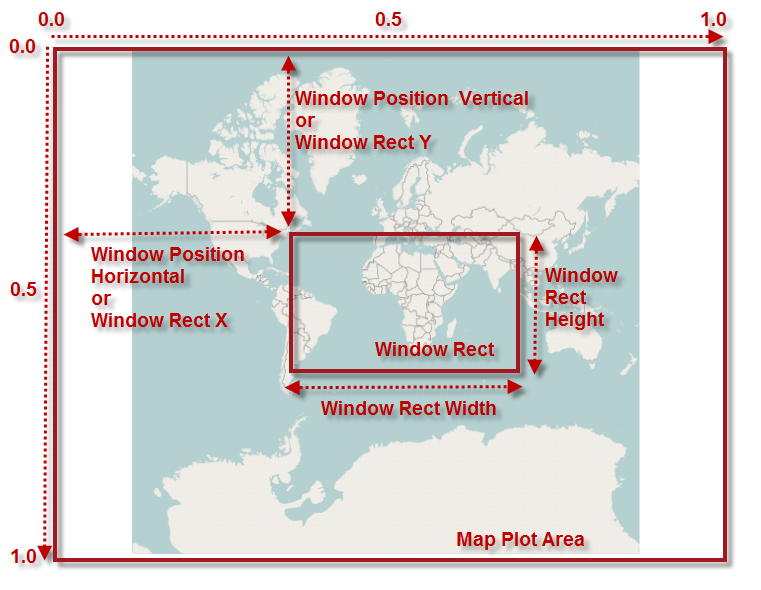 0.0
0.5
1.0
0.0
Window Position Vertical
or
Window Rect Y
Window Position
Horizontal
or
Window Rect X
0.5
Window
Rect
Height
Window Rect
Window Rect Width
Map Plot Area
1.0